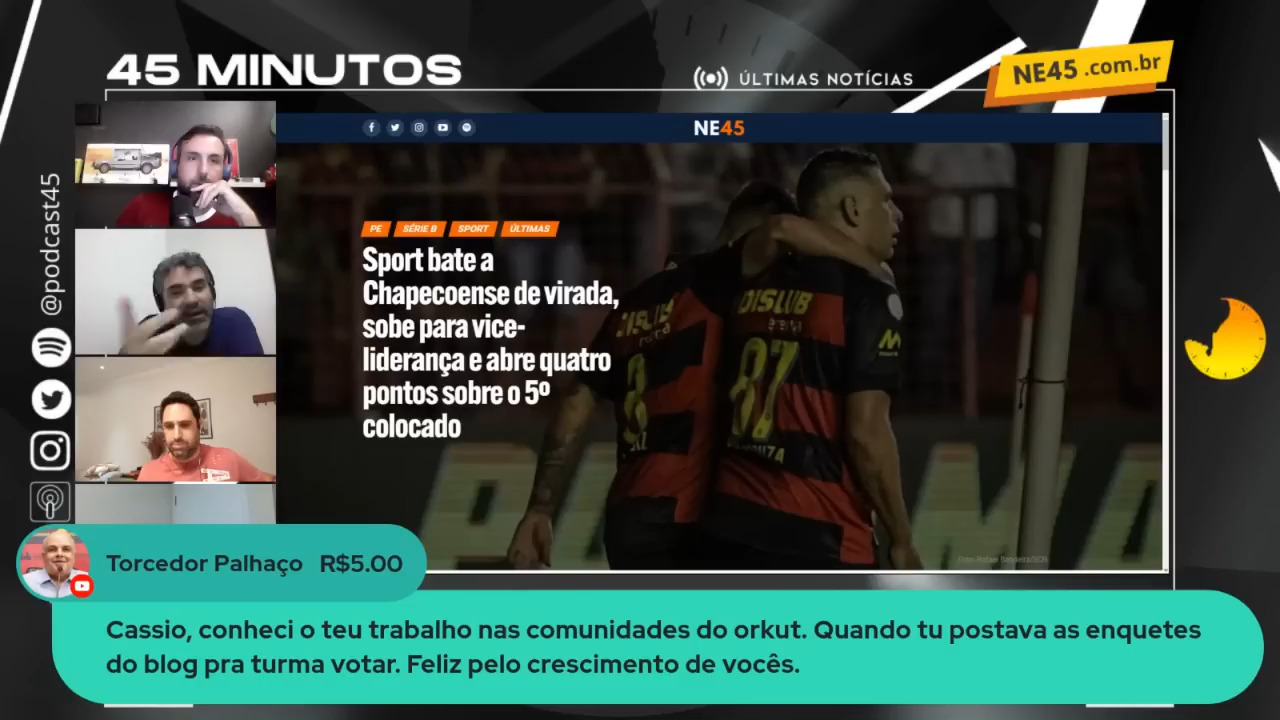 45 MINUTOS
ÚLTIMAS NOTÍCIAS
NE45 .com.br
NE45
@podcast45
PE SÉRIE B SPORT ÚLTIMAS
Sport bate a
Chapecoense de virada,
sobe para vice-
liderança e abre quatro
pontos sobre o 5º
colocado
DISLUB
DISLUB
8
87
Torcedor Palhaço R$5.00
Cassio, conheci o teu trabalho nas comunidades do orkut. Quando tu postava as enquetes
do blog pra turma votar. Feliz pelo crescimento de vocês.